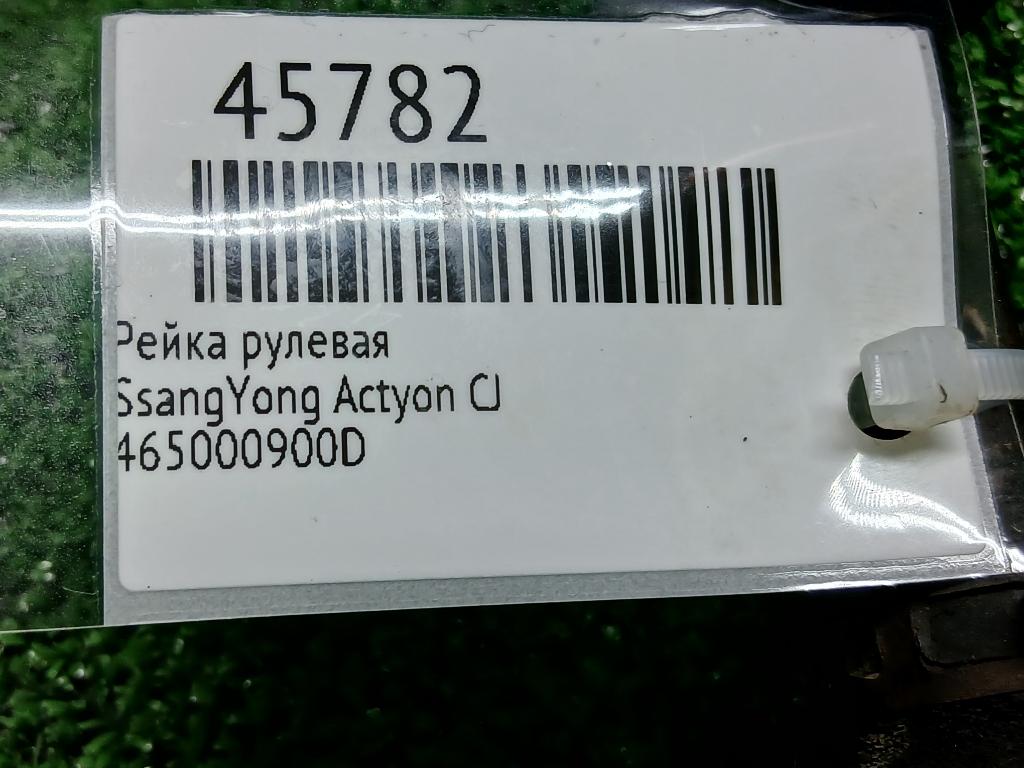 45782
Рейка рулевая
SsangYong Actyon CJ
465000900D